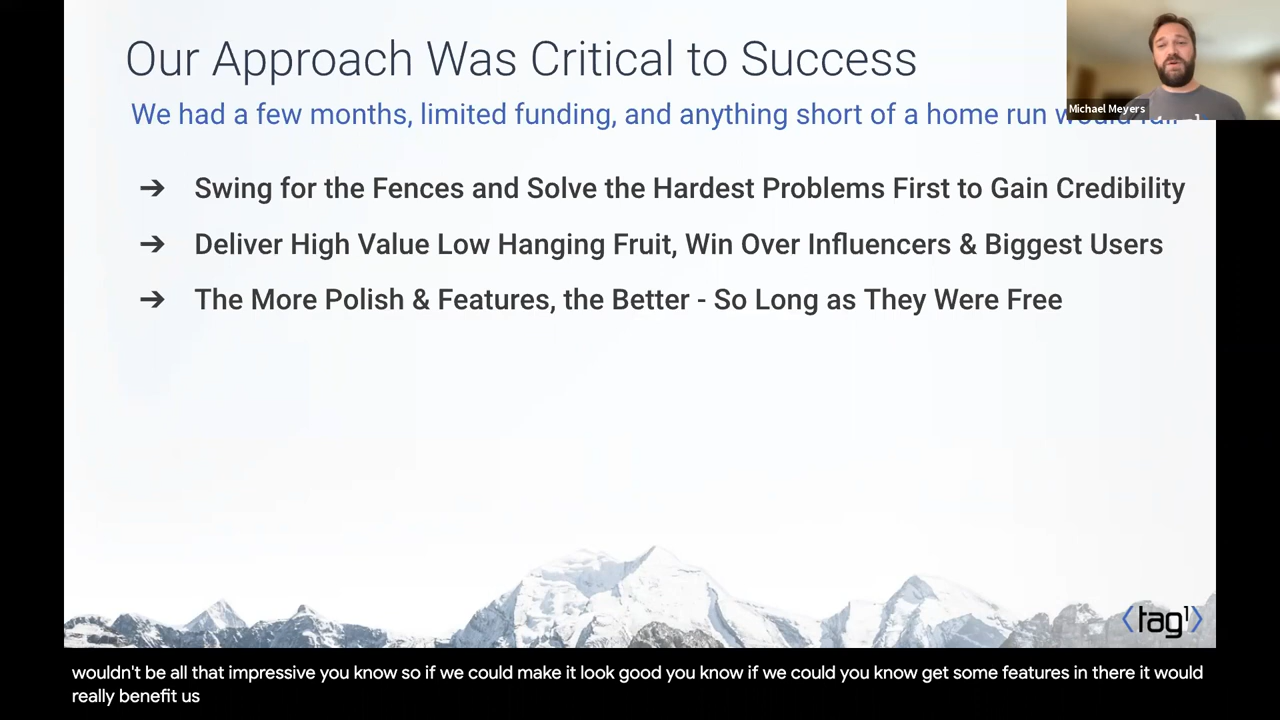 Our Approach Was Critical to Success
We had a few months, limited funding, and anything short of a home run would fail
Michael Meyers
➔ Swing for the Fences and Solve the Hardest Problems First to Gain Credibility
➔ Deliver High Value Low Hanging Fruit, Win Over Influencers & Biggest Users
➔ The More Polish & Features, the Better - So Long as They Were Free
<tag1>
wouldn't be all that impressive you know so if we could make it look good you know if we could you know get some features in there it would
really benefit us